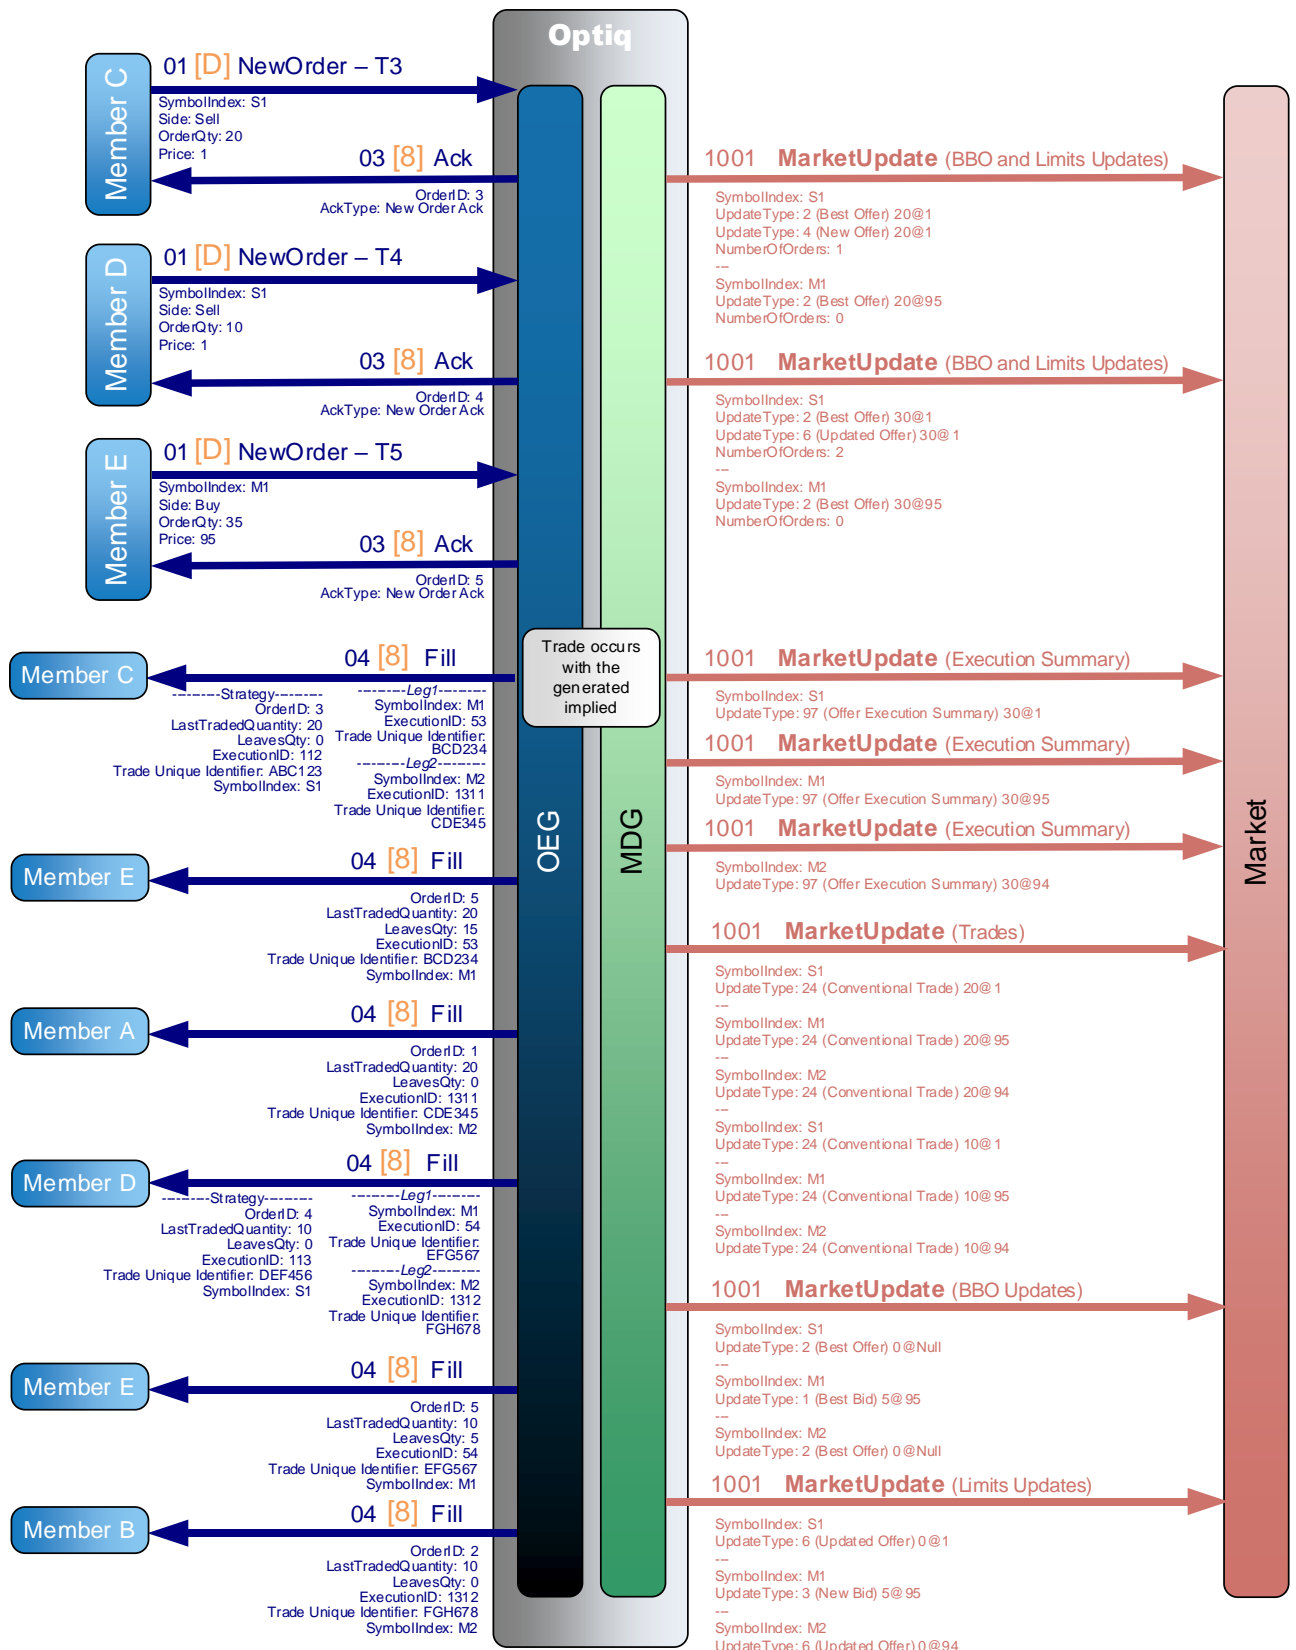 Optiq
Member C
01 [D] NewOrder – T3
SymbolIndex: S1
Side: Sell
OrderQty: 20
Price: 1
03 [8] Ack
OrderID: 3
AckType: New Order Ack
1001 MarketUpdate (BBO and Limits Updates)
SymbolIndex: S1
UpdateType: 2 (Best Offer) 20@1
UpdateType: 4 (New Offer) 20@1
NumberOfOrders: 1
---
SymbolIndex: M1
UpdateType: 2 (Best Offer) 20@95
NumberOfOrders: 0
Member D
01 [D] NewOrder – T4
SymbolIndex: S1
Side: Sell
OrderQty: 10
Price: 1
03 [8] Ack
OrderID: 4
AckType: New Order Ack
1001 MarketUpdate (BBO and Limits Updates)
SymbolIndex: S1
UpdateType: 2 (Best Offer) 30@1
UpdateType: 6 (Updated Offer) 30@1
NumberOfOrders: 2
---
SymbolIndex: M1
UpdateType: 2 (Best Offer) 30@95
NumberOfOrders: 0
Member E
01 [D] NewOrder – T5
SymbolIndex: M1
Side: Buy
OrderQty: 35
Price: 95
03 [8] Ack
OrderID: 5
AckType: New Order Ack
OEG
MDG
Market
Trade occurs
with the
generated
implied
Member C
04 [8] Fill
----------Strategy----------
OrderID: 3
LastTradedQuantity: 20
LeavesQty: 0
ExecutionID: 112
Trade Unique Identifier: ABC123
SymbolIndex: S1
----------Leg1----------
SymbolIndex: M1
ExecutionID: 53
Trade Unique Identifier:
BCD234
----------Leg2----------
SymbolIndex: M2
ExecutionID: 1311
Trade Unique Identifier:
CDE345
1001 MarketUpdate (Execution Summary)
SymbolIndex: S1
UpdateType: 97 (Offer Execution Summary) 30@1
1001 MarketUpdate (Execution Summary)
SymbolIndex: M1
UpdateType: 97 (Offer Execution Summary) 30@95
1001 MarketUpdate (Execution Summary)
SymbolIndex: M2
UpdateType: 97 (Offer Execution Summary) 30@94
Member E
04 [8] Fill
OrderID: 5
LastTradedQuantity: 20
LeavesQty: 15
ExecutionID: 53
Trade Unique Identifier: BCD234
SymbolIndex: M1
1001 MarketUpdate (Trades)
SymbolIndex: S1
UpdateType: 24 (Conventional Trade) 20@1
---
SymbolIndex: M1
UpdateType: 24 (Conventional Trade) 20@95
---
SymbolIndex: M2
UpdateType: 24 (Conventional Trade) 20@94
---
SymbolIndex: S1
UpdateType: 24 (Conventional Trade) 10@1
---
SymbolIndex: M1
UpdateType: 24 (Conventional Trade) 10@95
---
SymbolIndex: M2
UpdateType: 24 (Conventional Trade) 10@94
Member A
04 [8] Fill
OrderID: 1
LastTradedQuantity: 20
LeavesQty: 0
ExecutionID: 1311
Trade Unique Identifier: CDE345
SymbolIndex: M2
Member D
04 [8] Fill
----------Strategy----------
OrderID: 4
LastTradedQuantity: 10
LeavesQty: 0
ExecutionID: 113
Trade Unique Identifier: DEF456
SymbolIndex: S1
----------Leg1----------
SymbolIndex: M1
ExecutionID: 54
Trade Unique Identifier:
EFG567
----------Leg2----------
SymbolIndex: M2
ExecutionID: 1312
Trade Unique Identifier:
FGH678
1001 MarketUpdate (BBO Updates)
SymbolIndex: S1
UpdateType: 2 (Best Offer) 0@Null
---
SymbolIndex: M1
UpdateType: 1 (Best Bid) 5@95
---
SymbolIndex: M2
UpdateType: 2 (Best Offer) 0@Null
Member E
04 [8] Fill
OrderID: 5
LastTradedQuantity: 10
LeavesQty: 5
ExecutionID: 54
Trade Unique Identifier: EFG567
SymbolIndex: M1
1001 MarketUpdate (Limits Updates)
SymbolIndex: S1
UpdateType: 6 (Updated Offer) 0@1
---
SymbolIndex: M1
UpdateType: 3 (New Bid) 5@95
---
SymbolIndex: M2
UpdateType: 6 (Updated Offer) 0@94
Member B
04 [8] Fill
OrderID: 2
LastTradedQuantity: 10
LeavesQty: 0
ExecutionID: 1312
Trade Unique Identifier: FGH678
SymbolIndex: M2